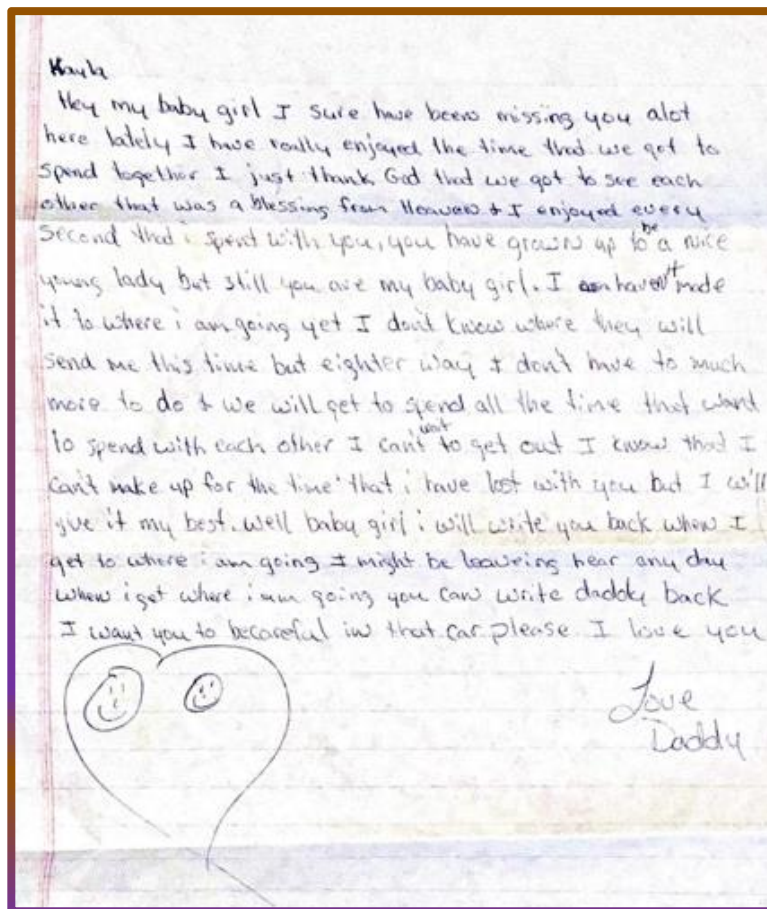 Kayla
Hey my baby girl I sure have been missing you alot
here lately I have really enjoyed the time that we got to
spend together I just thank God that we got to see each
other that was a blessing from Heaven & I enjoyed every
second that i spent with you, you have grown up to be a nice
young lady but still you are my baby girl. I haven't made
it to where i am going yet I don't know where they will
send me this time but eighter way I don't have to much
more to do & we will get to spend all the time that want
to spend with each other I can't wait to get out I know that I
can't make up for the time that i have lost with you but I will
give it my best. Well baby girl i will write you back when I
get to where i am going I might be leaveing hear any day
when i get where i am going you can write daddy back
I want you to becareful in that car please I love you
Love
Daddy